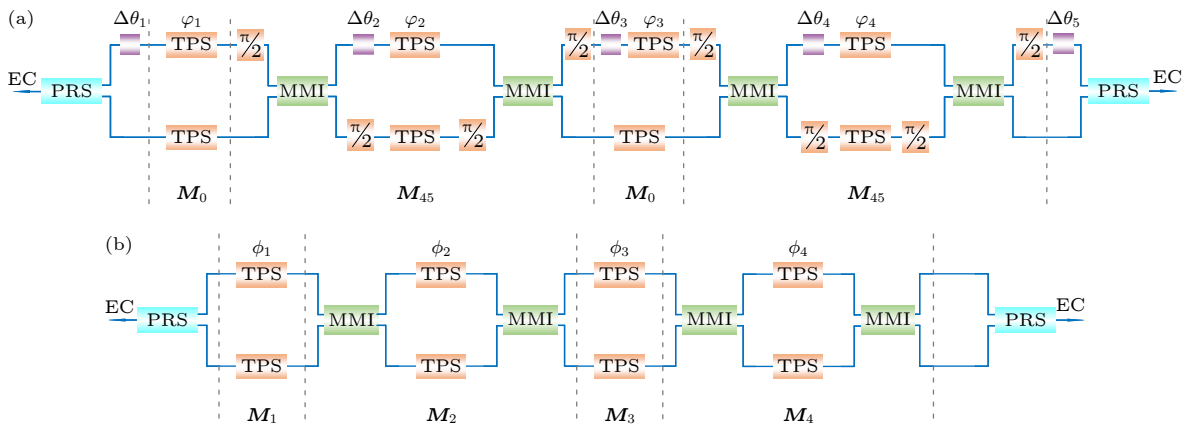 (a) Δθ₁ φ₁ Δθ₂ φ₂ Δθ₃ φ₃ Δθ₄ φ₄ Δθ₅
TPS π/2 TPS π/2 TPS π/2 TPS π/2
EC PRS MMI MMI MMI MMI PRS EC
TPS π/2 TPS π/2 TPS π/2 TPS π/2
M₀ M₄₅ M₀ M₄₅
(b) ϕ₁ ϕ₂ ϕ₃ ϕ₄
TPS TPS TPS TPS
EC PRS MMI MMI MMI MMI PRS EC
TPS TPS TPS TPS
M₁ M₂ M₃ M₄